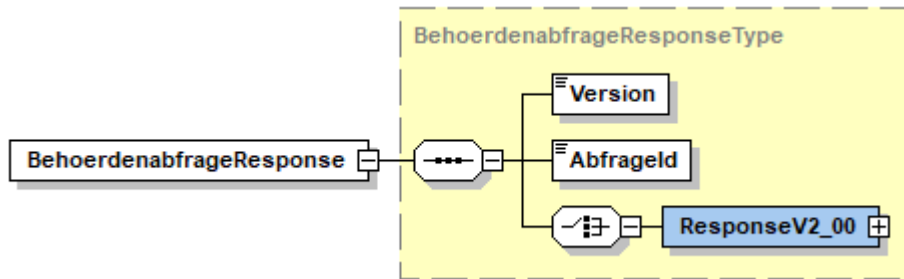 BehoerdenabfrageResponseType
Version
BehoerdenabfrageResponse
AbfrageId
ResponseV2_00